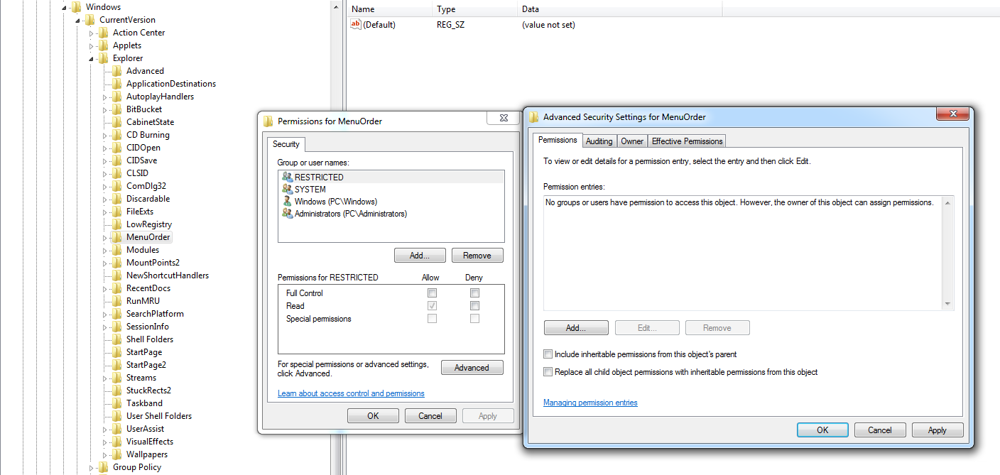 Windows
CurrentVersion
Action Center
Applets
Explorer
Advanced
ApplicationDestinations
AutoplayHandlers
BitBucket
CabinetState
CD Burning
CIDOpen
CIDSave
CLSID
ComDlg32
Discardable
FileExts
LowRegistry
MenuOrder
Modules
MountPoints2
NewShortcutHandlers
RecentDocs
RunMRU
SearchPlatform
SessionInfo
Shell Folders
StartPage
StartPage2
Streams
StuckRects2
Taskband
User Shell Folders
UserAssist
VisualEffects
Wallpapers
Group Policy
Name Type Data
ab (Default) REG_SZ (value not set)
Permissions for MenuOrder
Security
Group or user names:
RESTRICTED
SYSTEM
Windows (PC\Windows)
Administrators (PC\Administrators)
Add... Remove
Permissions for RESTRICTED Allow Deny
Full Control
Read
Special permissions
For special permissions or advanced settings,
click Advanced.
Advanced
Learn about access control and permissions
OK Cancel Apply
Advanced Security Settings for MenuOrder
Permissions Auditing Owner Effective Permissions
To view or edit details for a permission entry, select the entry and then click Edit.
Permission entries:
No groups or users have permission to access this object. However, the owner of this object can assign permissions.
Add... Edit... Remove
Include inheritable permissions from this object's parent
Replace all child object permissions with inheritable permissions from this object
Managing permission entries
OK Cancel Apply